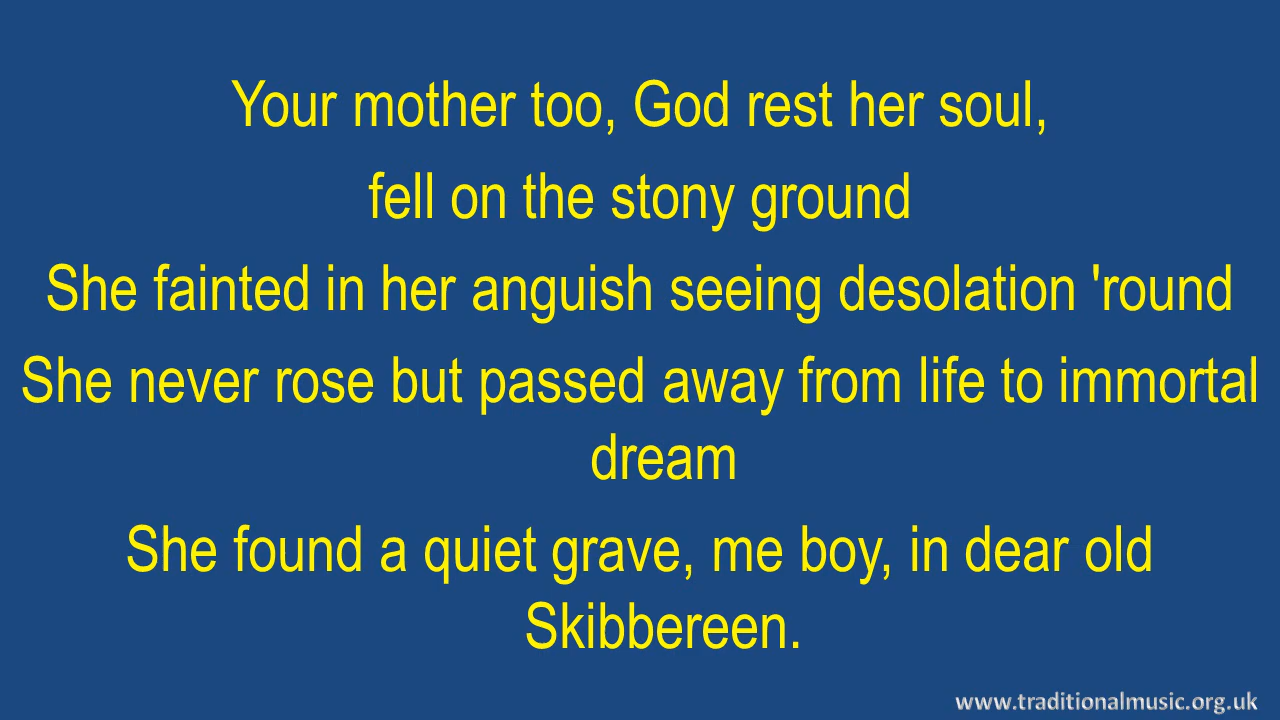 Your mother too, God rest her soul,
fell on the stony ground
She fainted in her anguish seeing desolation 'round
She never rose but passed away from life to immortal
dream
She found a quiet grave, me boy, in dear old
Skibbereen.
www.traditionalmusic.org.uk